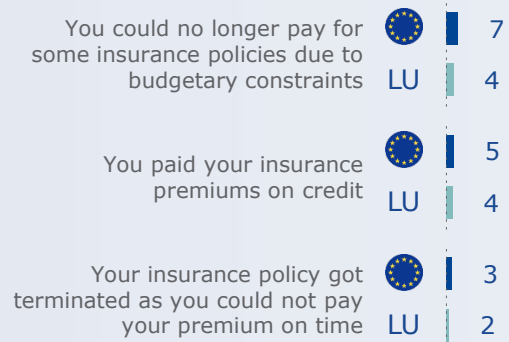 You could no longer pay for
some insurance policies due to
budgetary constraints
7
LU 4
You paid your insurance
premiums on credit
5
LU 4
Your insurance policy got
terminated as you could not pay
your premium on time
3
LU 2